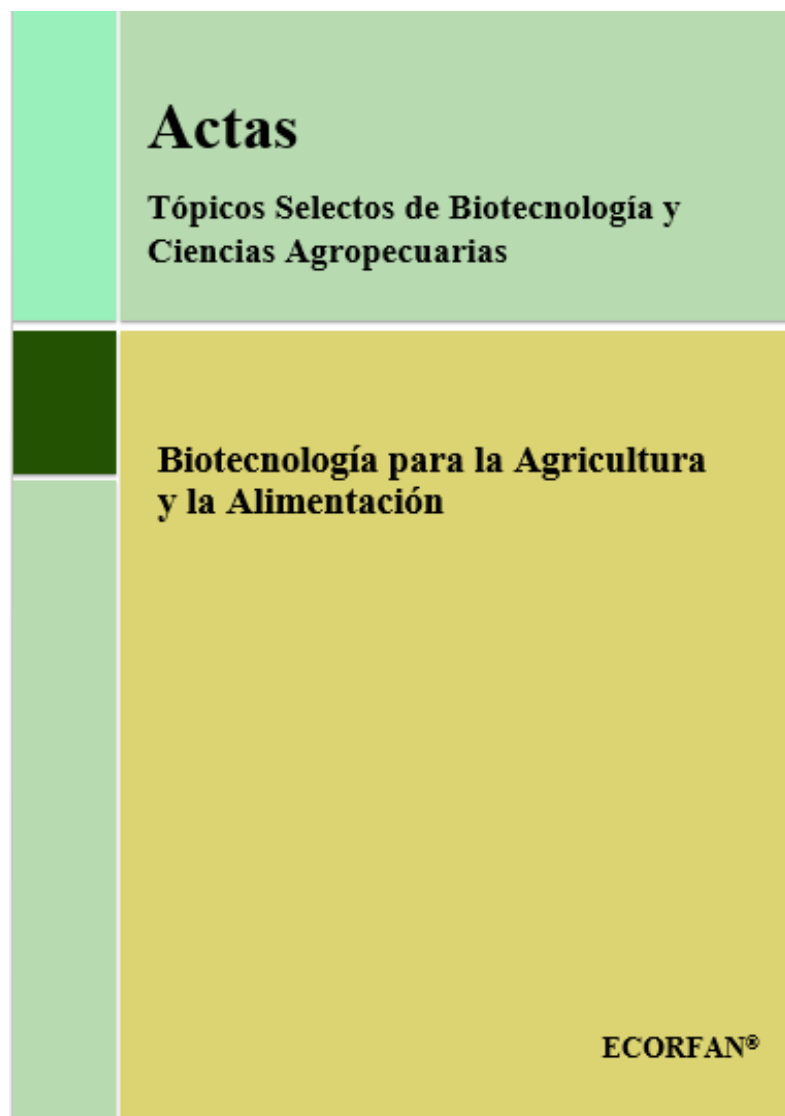 Actas
Tópicos Selectos de Biotecnología y
Ciencias Agropecuarias
Biotecnología para la Agricultura
y la Alimentación
ECORFAN®